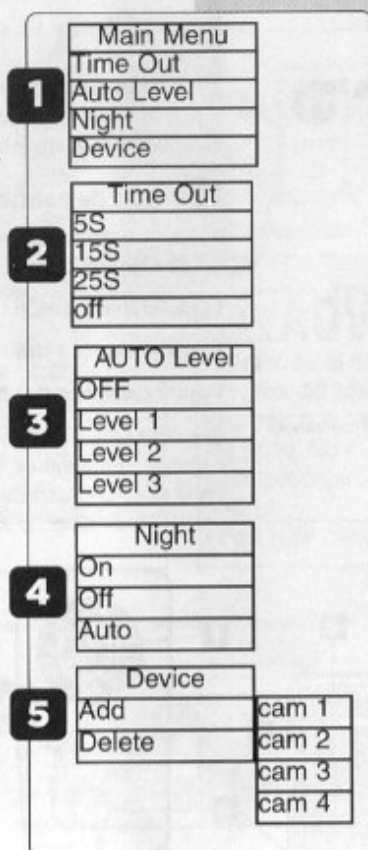 1
Main Menu
Time Out
Auto Level
Night
Device
2
Time Out
5S
15S
25S
off
3
AUTO Level
OFF
Level 1
Level 2
Level 3
4
Night
On
Off
Auto
5
Device
Add
Delete
cam 1
cam 2
cam 3
cam 4